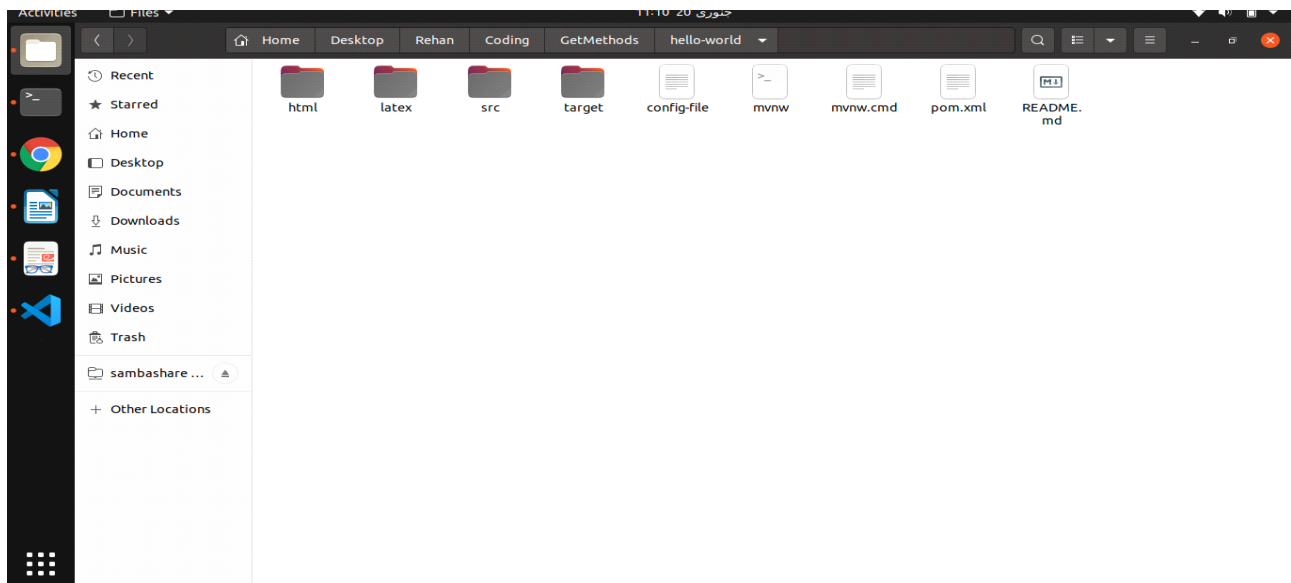 Activities Files
11:10 20 جنوری
Home Desktop Rehan Coding GetMethods hello-world
Recent
Starred
Home
Desktop
Documents
Downloads
Music
Pictures
Videos
Trash
sambashare ...
+ Other Locations
html latex src target config-file mvnw mvnw.cmd pom.xml README.
md
>_
>_
M↓